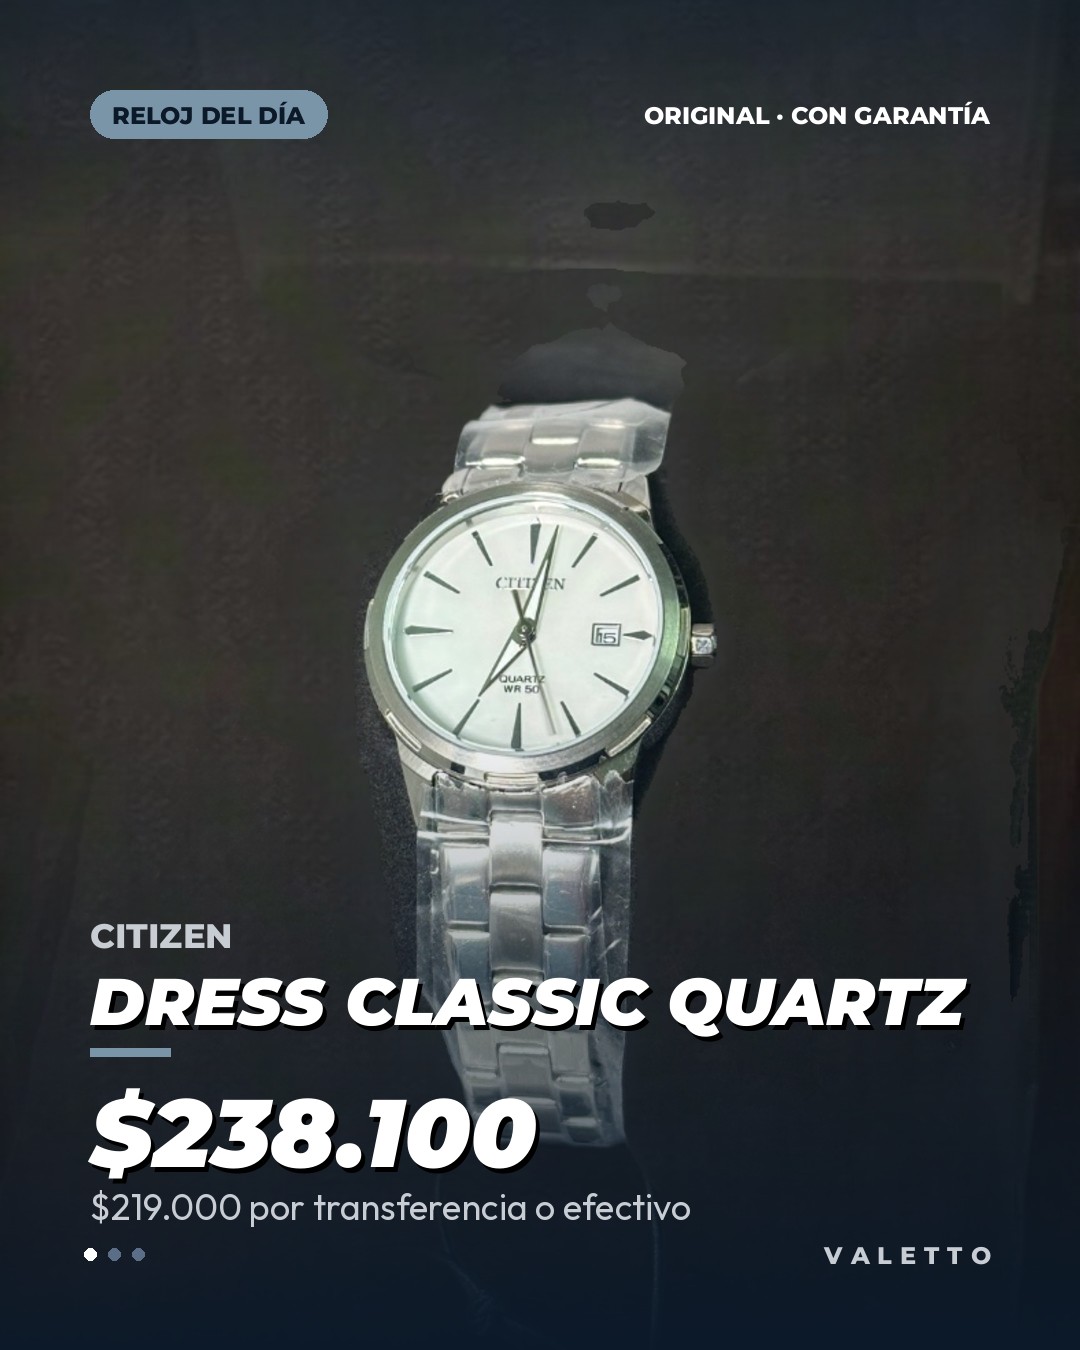 RELOJ DEL DÍA
ORIGINAL · CON GARANTÍA
CITIZEN
15
QUARTZ
WR 50
CITIZEN
DRESS CLASSIC QUARTZ
$238.100
$219.000 por transferencia o efectivo
VALETTO